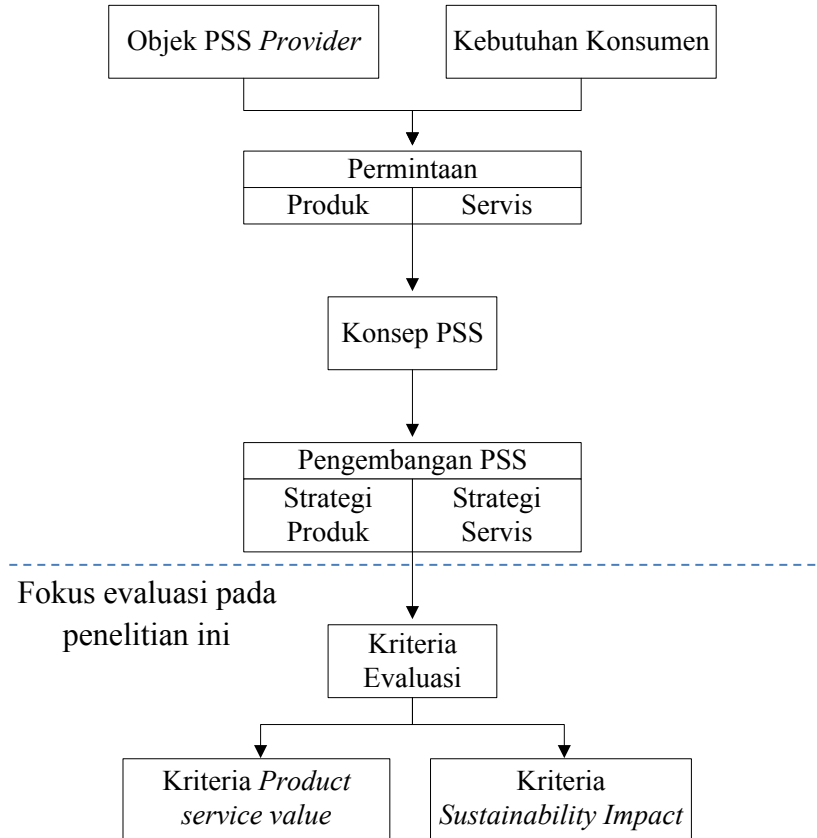 Objek PSS Provider
Kebutuhan Konsumen
Permintaan
Produk
Servis
Konsep PSS
Pengembangan PSS
Strategi
Produk
Strategi
Servis
Fokus evaluasi pada
penelitian ini
Kriteria
Evaluasi
Kriteria Product
service value
Kriteria
Sustainability Impact